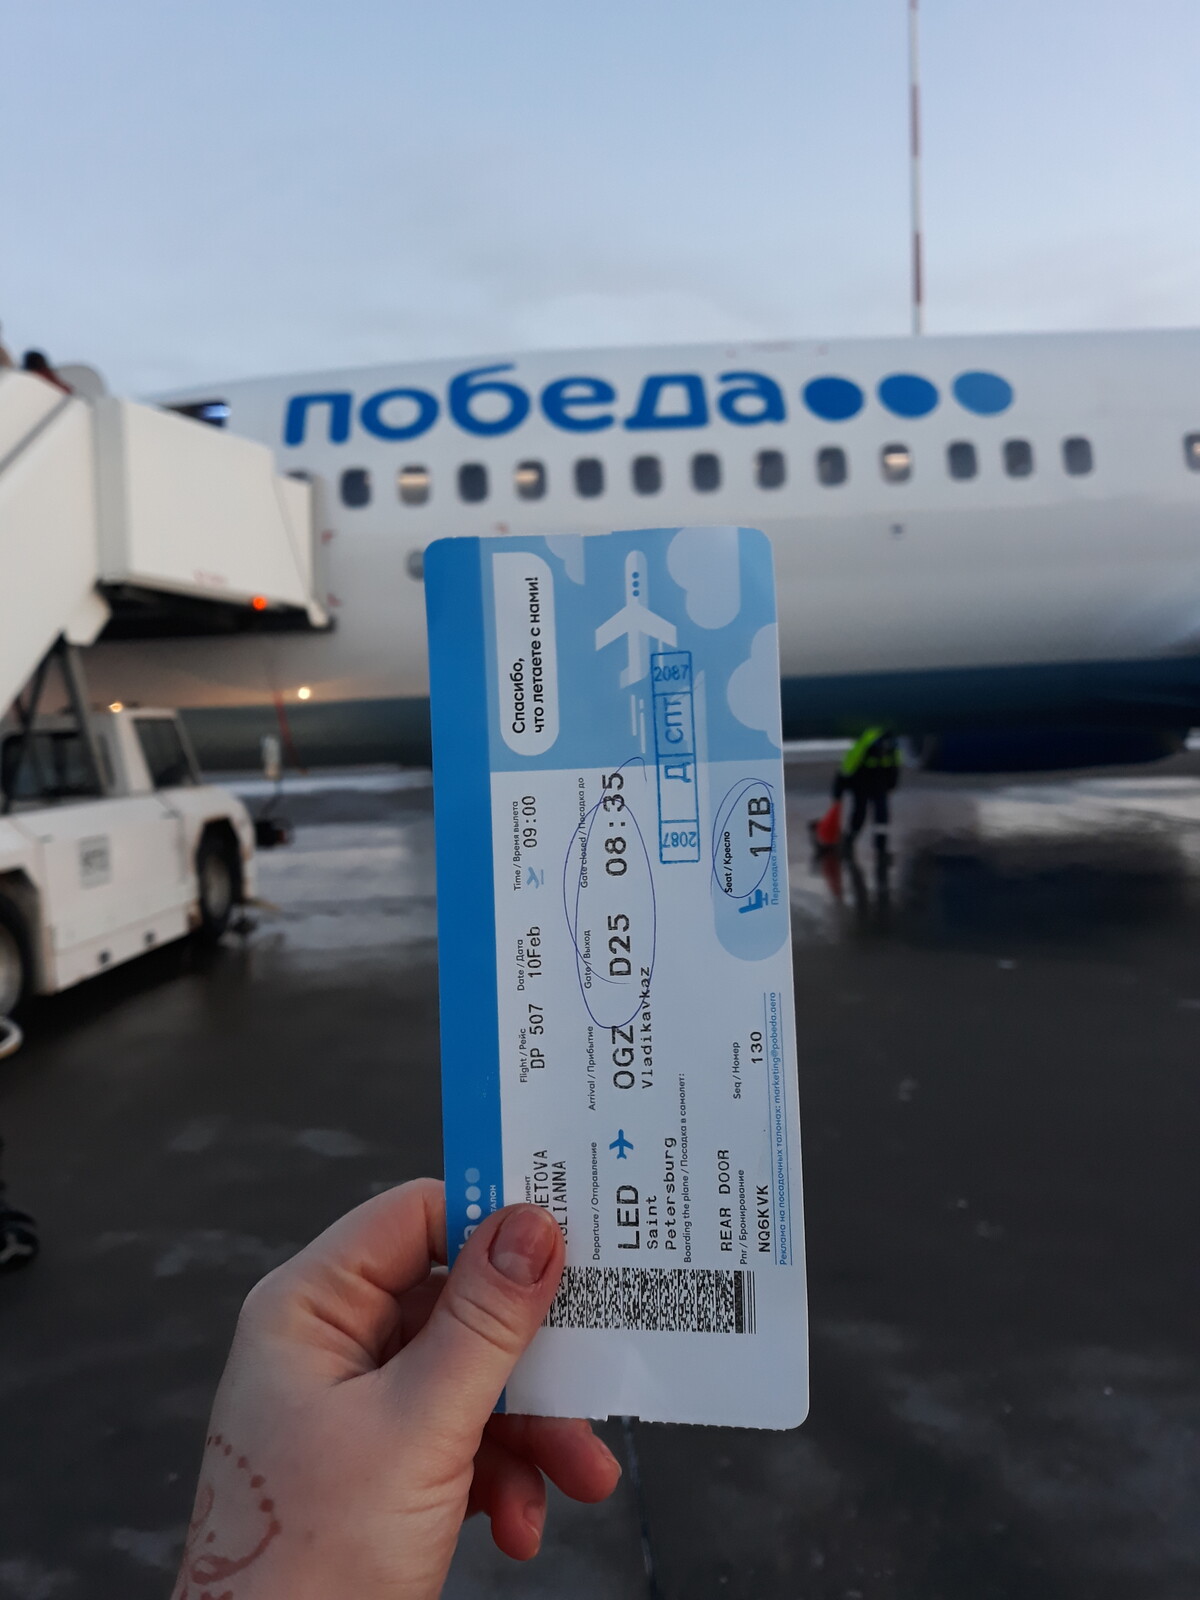 победа
Спасибо,
что летаете с нами!
Flight / Рейс Date / Дата Time / Время вылета
DP 507 10Feb 09:00
Departure / Отправление Arrival / Прибытие Gate / Выход Gate closed / Посадка до
LED OGZ D25 08:35
Saint Vladikavkaz
Petersburg
Boarding the plane / Посадка в самолет:
REAR DOOR
Seq / Номер Seat / Кресло
130 17B
Pnr / Бронирование
NQ6KVK
Реклама на посадочных талонах: marketing@pobeda.aero
2087 Д СПТ 2087